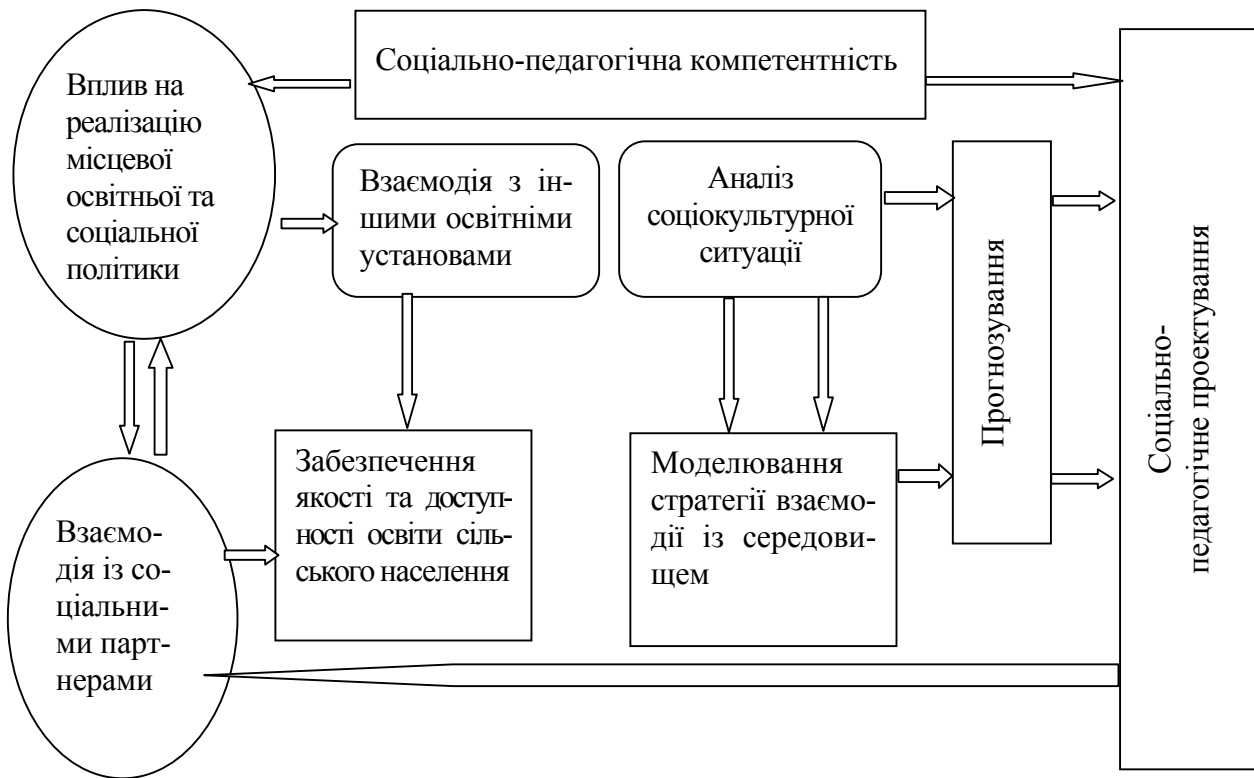 Соціально-педагогічна компетентність
Вплив на
реалізацію
місцевої
освітньої та
соціальної
політики
Взаємодія з ін-
шими освітніми
установами
Аналіз
соціокультурної
ситуації
Прогнозування
Соціально-
педагогічне проектування
Забезпечення
якості та доступ-
ності освіти сіль-
ського населення
Моделювання
стратегії взаємо-
дії із середови-
щем
Взаємо-
дія із со-
ціальни-
ми парт-
нерами